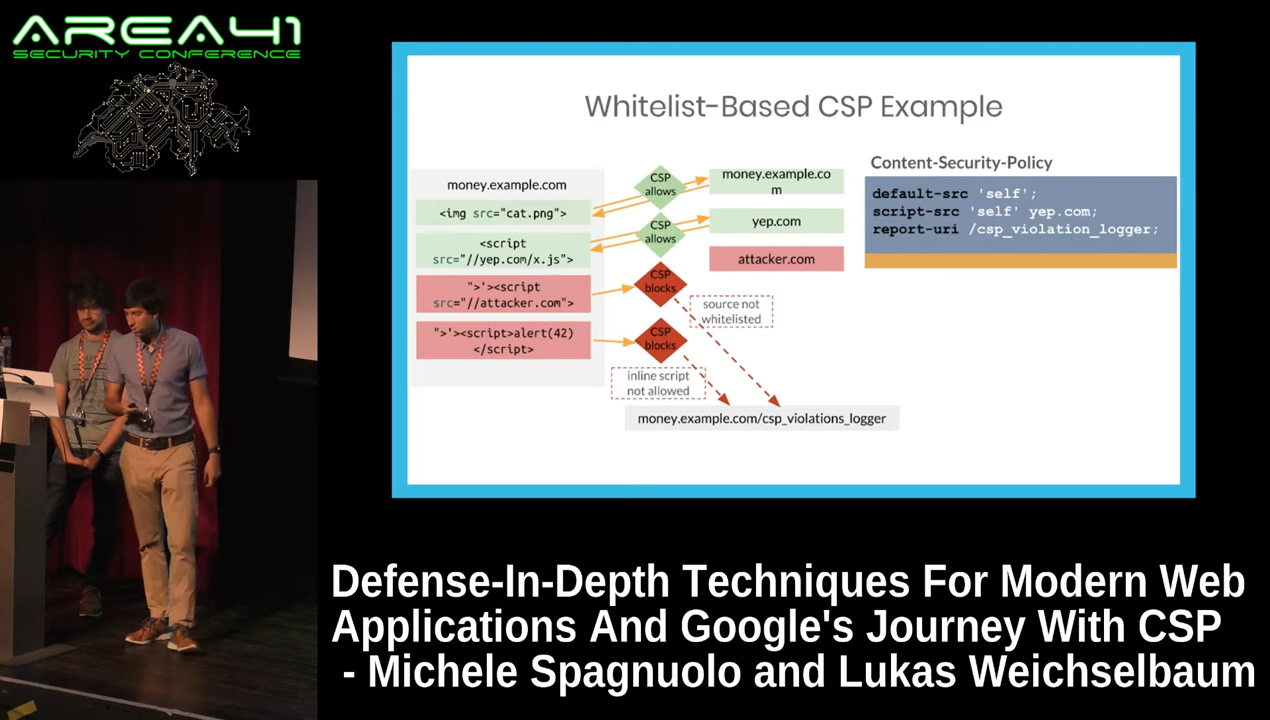 AREA41
SECURITY CONFERENCE
Whitelist-Based CSP Example
money.example.com
<img src="cat.png">
<script
src="//yep.com/x.js">
">'><script
src="//attacker.com">
">'><script>alert(42)
</script>
CSP
allows
CSP
allows
CSP
blocks
CSP
blocks
money.example.co
m
yep.com
attacker.com
source not
whitelisted
inline script
not allowed
money.example.com/csp_violations_logger
Content-Security-Policy
default-src 'self';
script-src 'self' yep.com;
report-uri /csp_violation_logger;
Defense-In-Depth Techniques For Modern Web
Applications And Google's Journey With CSP
- Michele Spagnuolo and Lukas Weichselbaum